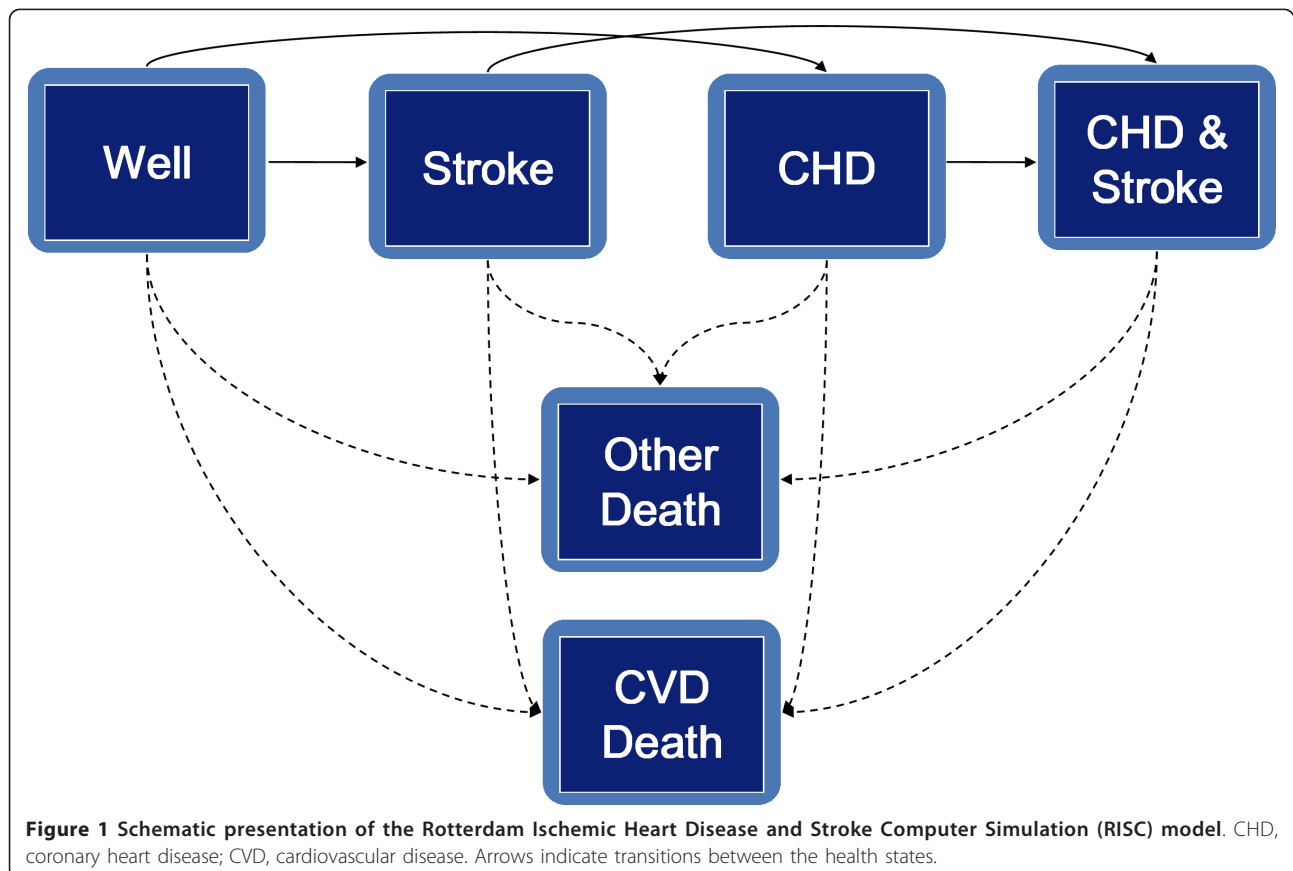 Well
Stroke
CHD
CHD &
Stroke
Other
Death
CVD
Death
Figure 1 Schematic presentation of the Rotterdam Ischemic Heart Disease and Stroke Computer Simulation (RISC) model. CHD,
coronary heart disease; CVD, cardiovascular disease. Arrows indicate transitions between the health states.